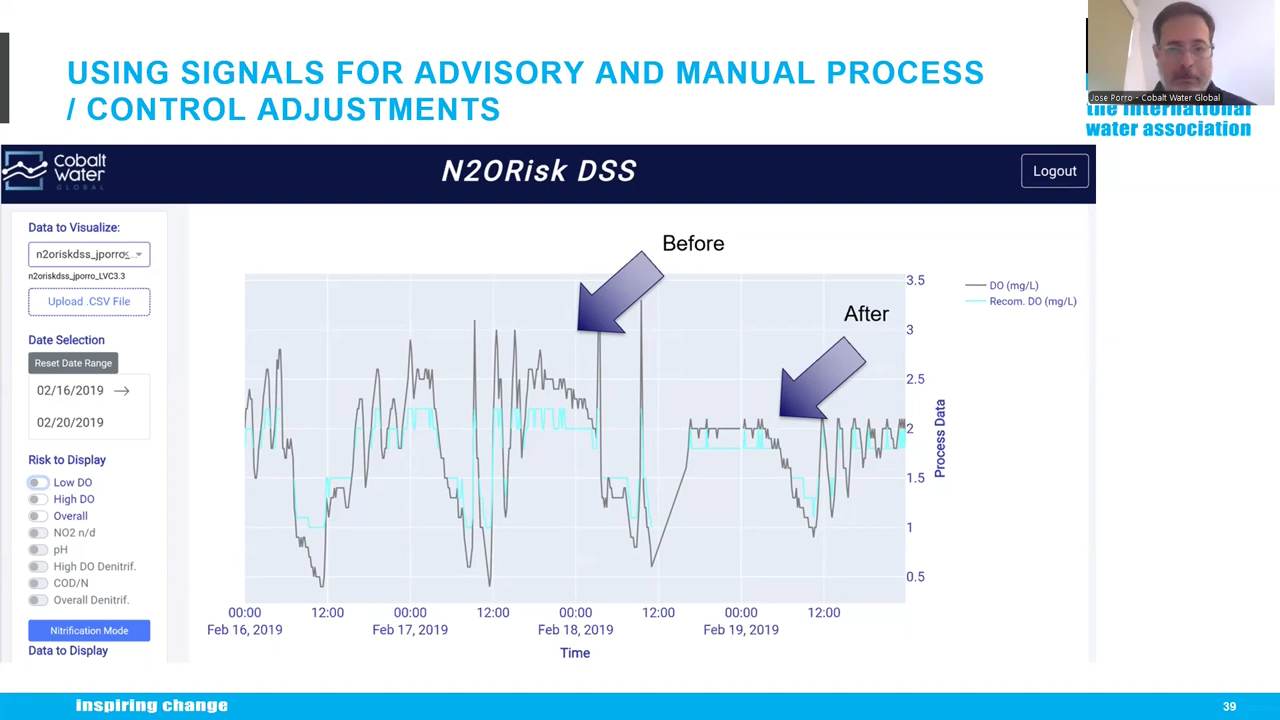 USING SIGNALS FOR ADVISORY AND MANUAL PROCESS
/ CONTROL ADJUSTMENTS
Jose Porro - Cobalt Water Global
the international
water association
Cobalt
water
GLOBAL
N2ORisk DSS
Logout
Data to Visualize:
n2oriskdss_jporro_
n2oriskdss_jporro_LVC3.3
Upload .CSV File
Date Selection
Reset Date Range
02/16/2019 →
02/20/2019
Risk to Display
Low DO
High DO
Overall
NO2 n/d
pH
High DO Denitrif.
COD/N
Overall Denitrif.
Nitrification Mode
Data to Display
Before
After
3.5
3
2.5
2
1.5
1
0.5
Process Data
DO (mg/L)
Recom. DO (mg/L)
00:00 12:00 00:00 12:00 00:00 12:00 00:00 12:00
Feb 16, 2019 Feb 17, 2019 Feb 18, 2019 Feb 19, 2019
Time
inspiring change
39